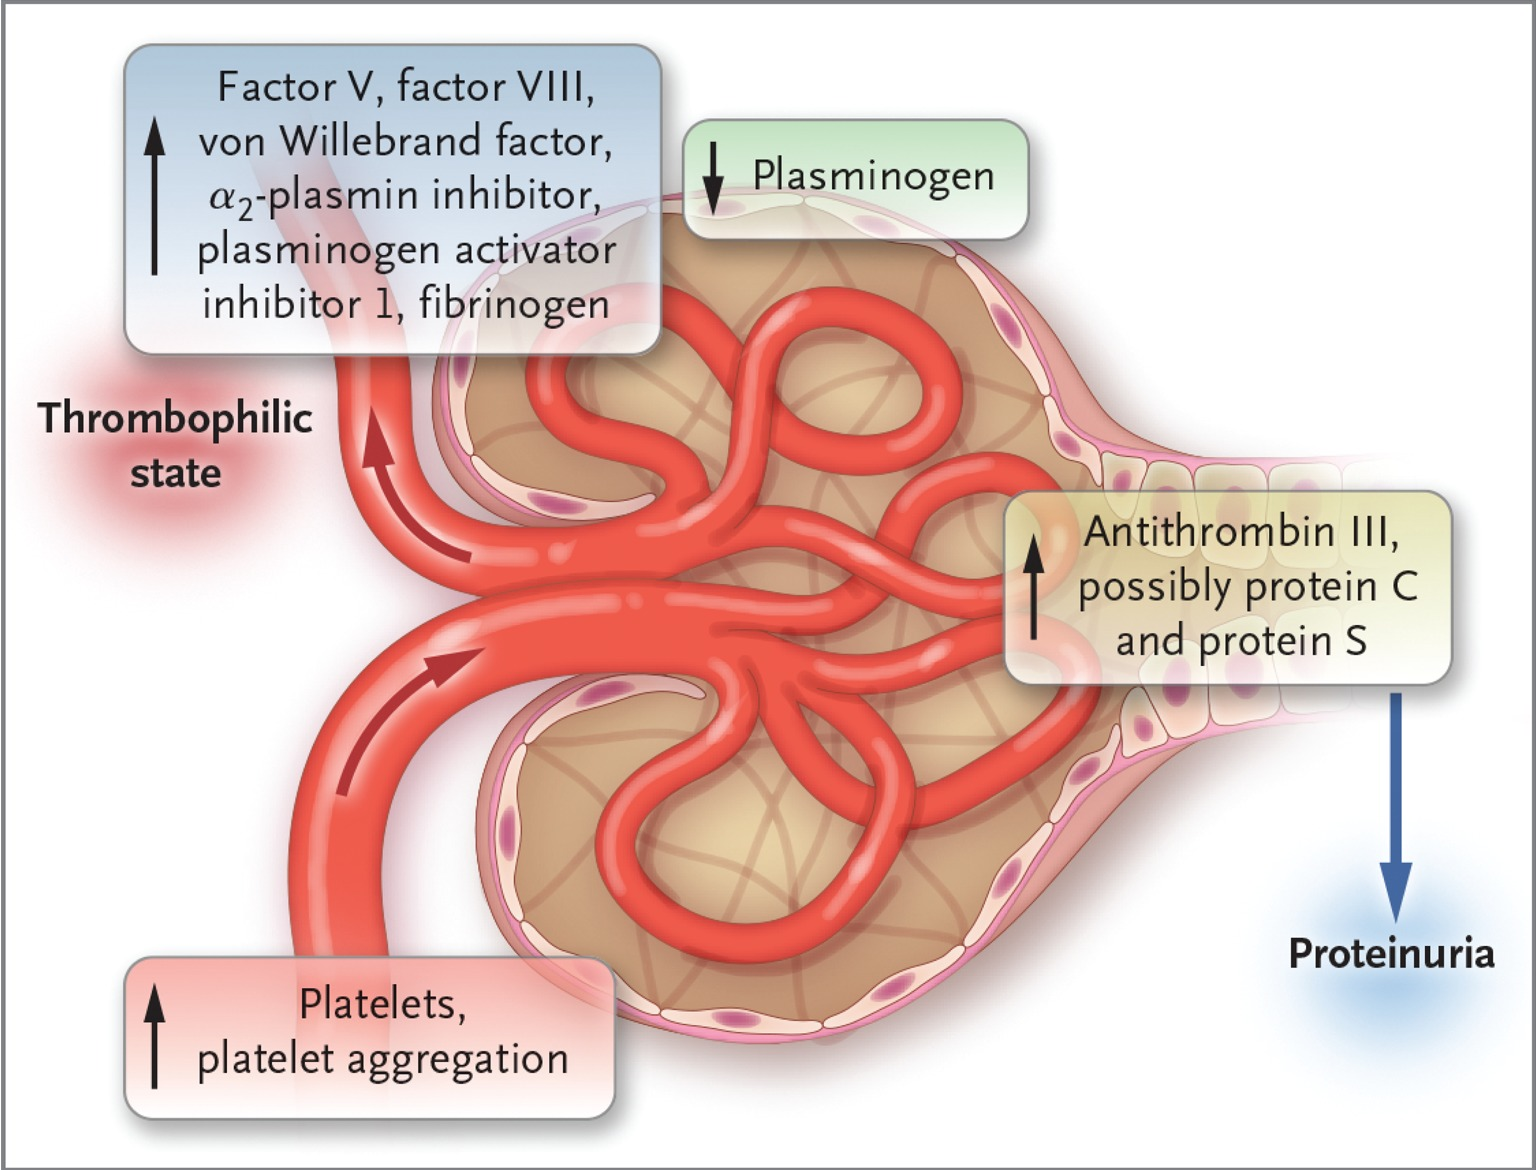 Factor V, factor VIII,
von Willebrand factor,
α2-plasmin inhibitor,
plasminogen activator
inhibitor 1, fibrinogen
Plasminogen
Thrombophilic
state
Antithrombin III,
possibly protein C
and protein S
Proteinuria
Platelets,
platelet aggregation